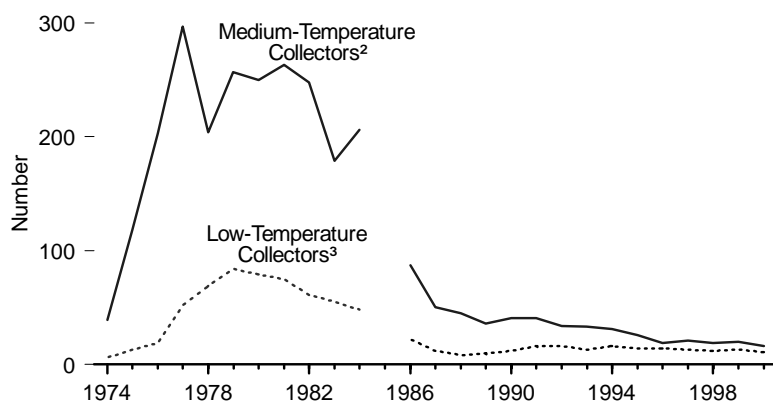 300
Medium-Temperature
Collectors²
200
Number
Low-Temperature
Collectors³
100
0
1974 1978 1982 1986 1990 1994 1998